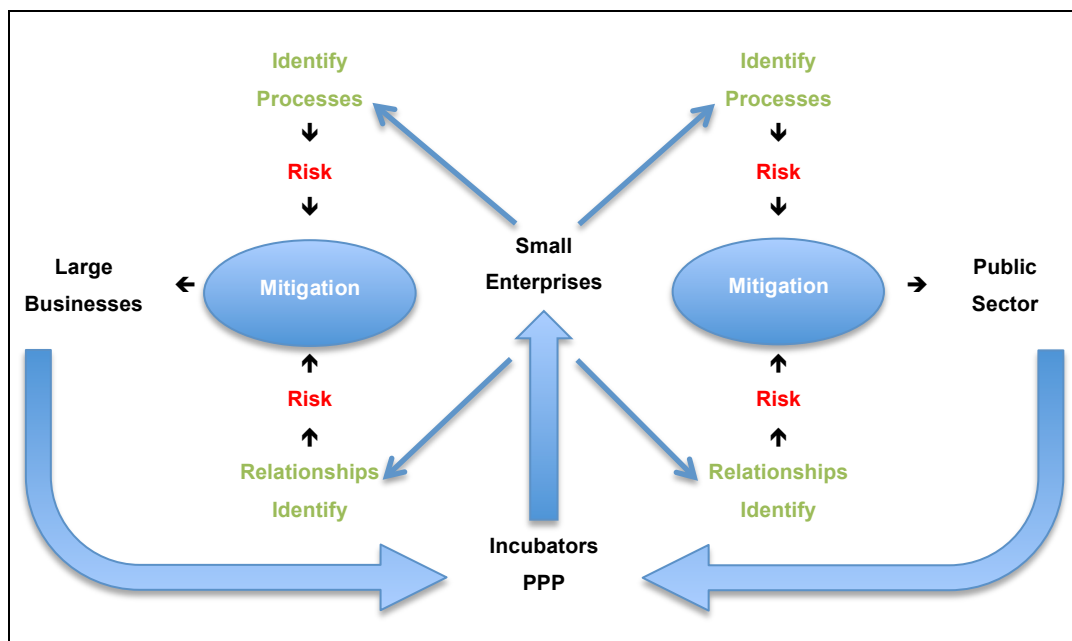 Identify
Processes
Risk
Mitigation
Risk
Relationships
Identify
Large
Businesses
Small
Enterprises
Incubators
PPP
Identify
Processes
Risk
Mitigation
Risk
Relationships
Identify
Public
Sector